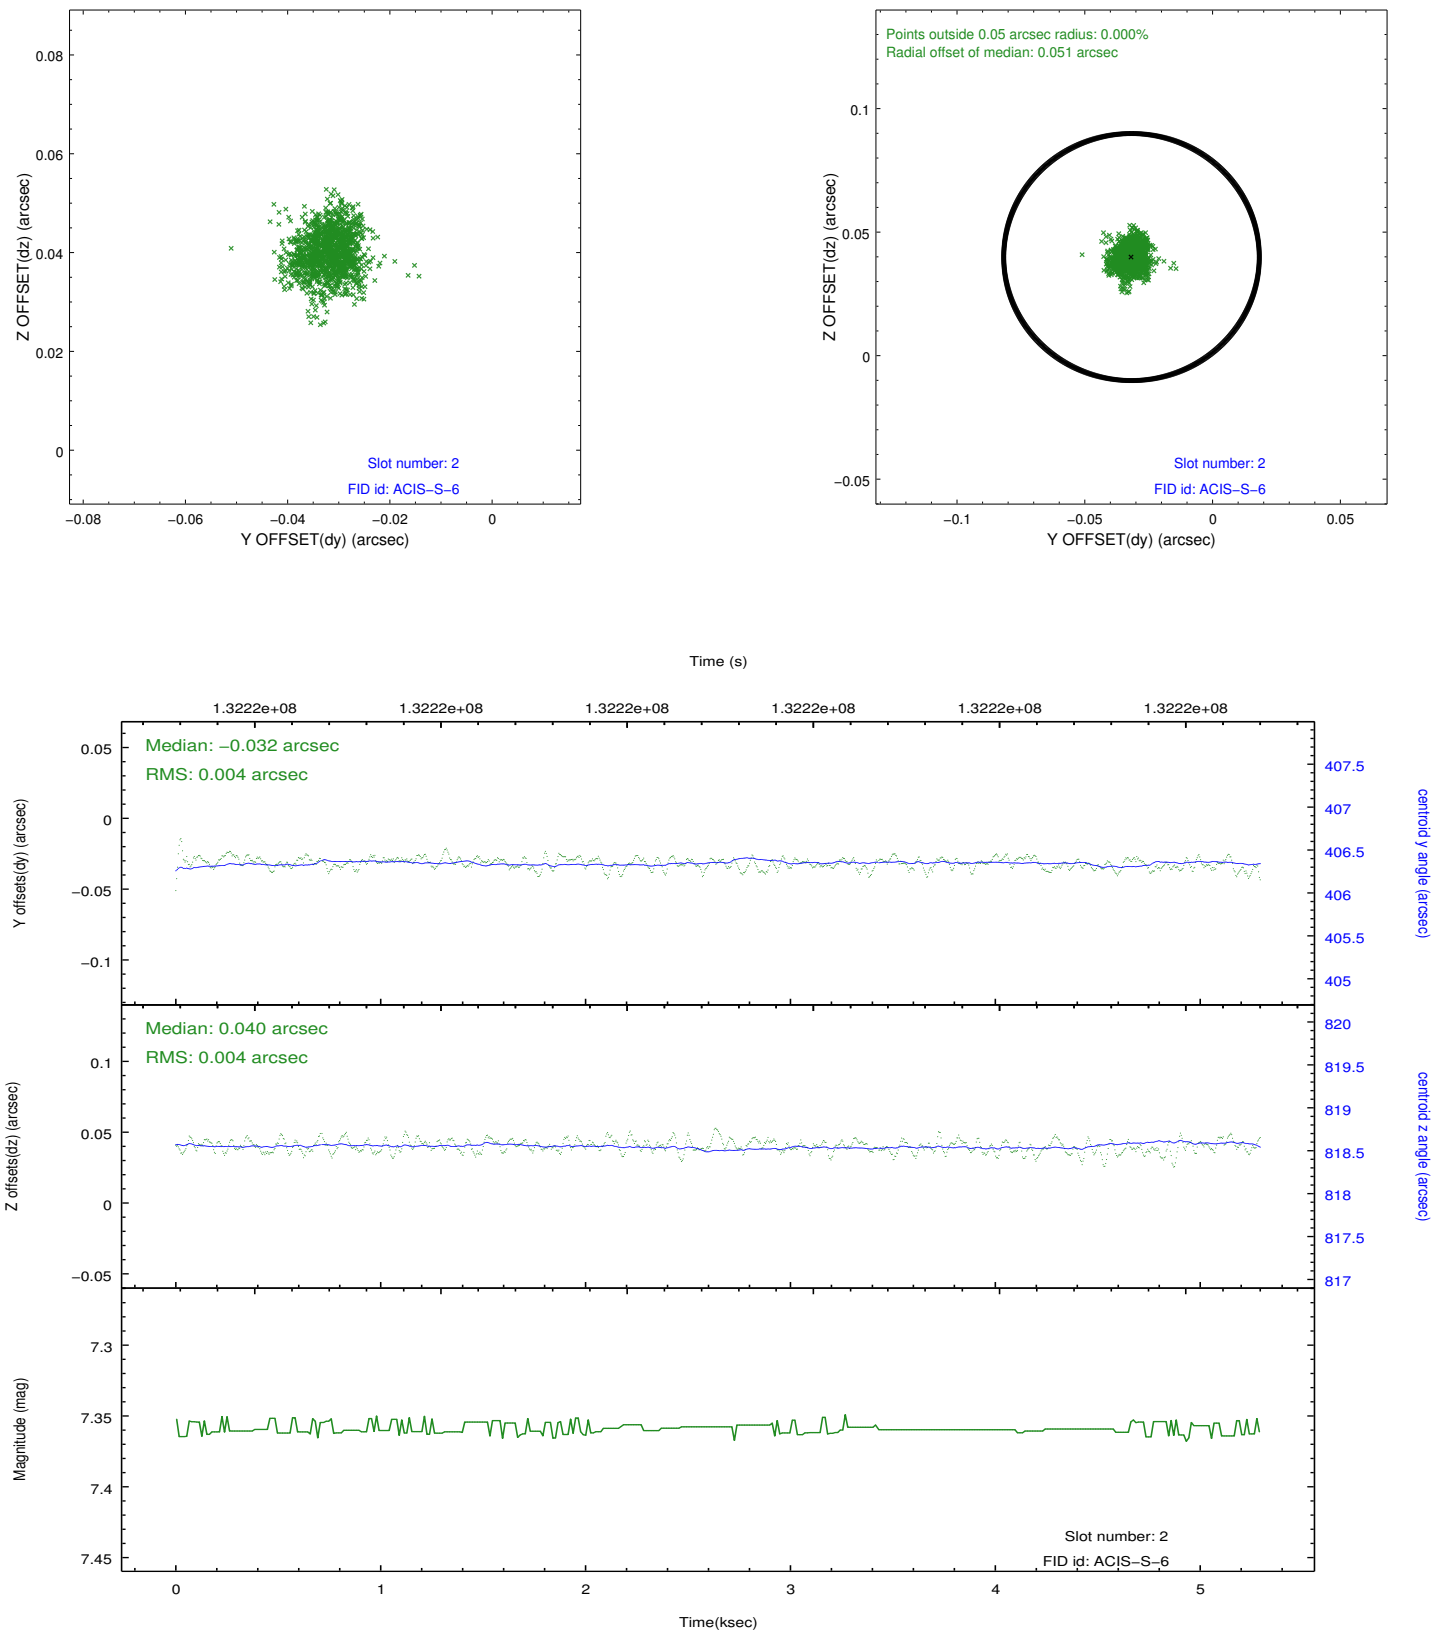 0.08
0.06
0.04
0.02
0
Z OFFSET(dz) (arcsec)
Slot number: 2
FID id: ACIS−S−6
−0.08
−0.06
−0.04
−0.02
0
Y OFFSET(dy) (arcsec)
Points outside 0.05 arcsec radius: 0.000%
Radial offset of median: 0.051 arcsec
0.1
0.05
0
−0.05
Z OFFSET(dz) (arcsec)
Slot number: 2
FID id: ACIS−S−6
−0.1
−0.05
0
0.05
Y OFFSET(dy) (arcsec)
Time (s)
1.3222e+08
1.3222e+08
1.3222e+08
1.3222e+08
1.3222e+08
1.3222e+08
Median: −0.032 arcsec
RMS: 0.004 arcsec
0.05
0
−0.05
−0.1
Y offsets(dy) (arcsec)
407.5
407
406.5
406
405.5
405
centroid y angle (arcsec)
Median: 0.040 arcsec
RMS: 0.004 arcsec
0.1
0.05
0
−0.05
Z offsets(dz) (arcsec)
820
819.5
819
818.5
818
817.5
817
centroid z angle (arcsec)
7.3
7.35
7.4
7.45
Magnitude (mag)
Slot number: 2
FID id: ACIS−S−6
0
1
2
3
4
5
Time(ksec)